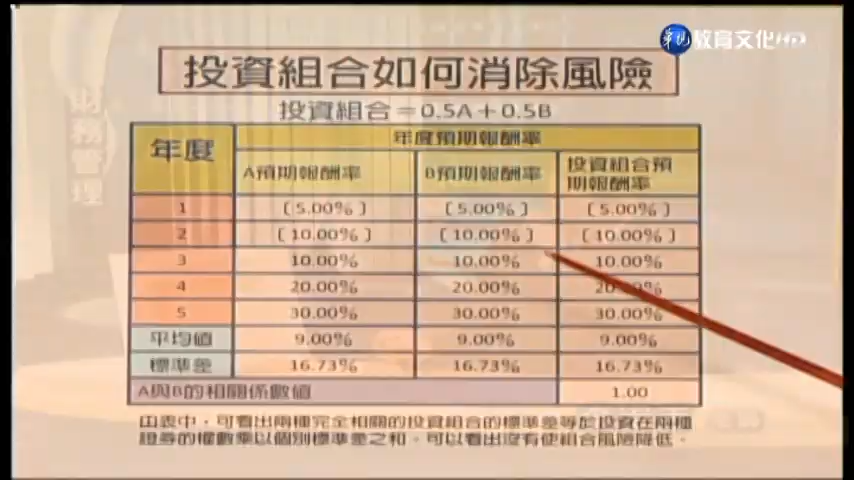 華視 教育文化HD
財務管理
投資組合如何消除風險
投資組合＝0.5A＋0.5B
年度 年度預期報酬率
A預期報酬率 B預期報酬率 投資組合預期報酬率
1 (5.00%) (5.00%) (5.00%)
2 (10.00%) (10.00%) (10.00%)
3 10.00% 10.00% 10.00%
4 20.00% 20.00% 20.00%
5 30.00% 30.00% 30.00%
平均值 9.00% 9.00% 9.00%
標準差 16.73% 16.73% 16.73%
A與B的相關係數值 1.00
由表中，可看出兩種完全相關的投資組合的標準差等於投資在兩種
證券的權數乘以個別標準差之和，可以看出沒有使組合風險降低。